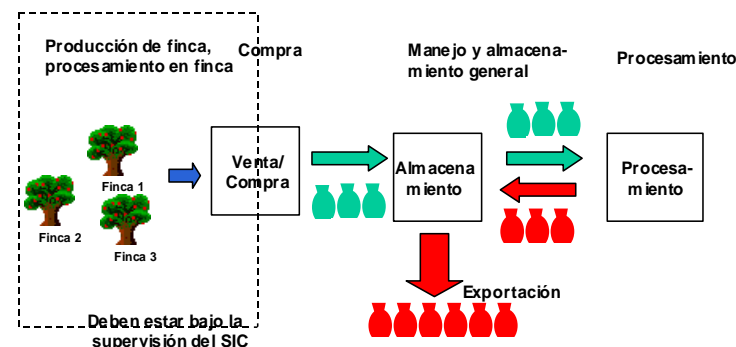 Producción de finca,
procesamiento en finca
Compra
Manejo y almacena-
miento general
Procesamiento
Finca 1
Finca 2
Finca 3
Venta/
Compra
Almacena
miento
Procesa-
miento
Exportación
Deben estar bajo la
supervisión del SIC